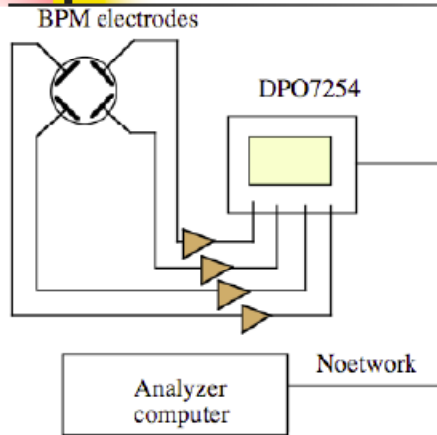 BPM electrodes
DPO7254
Noetwork
Analyzer
computer